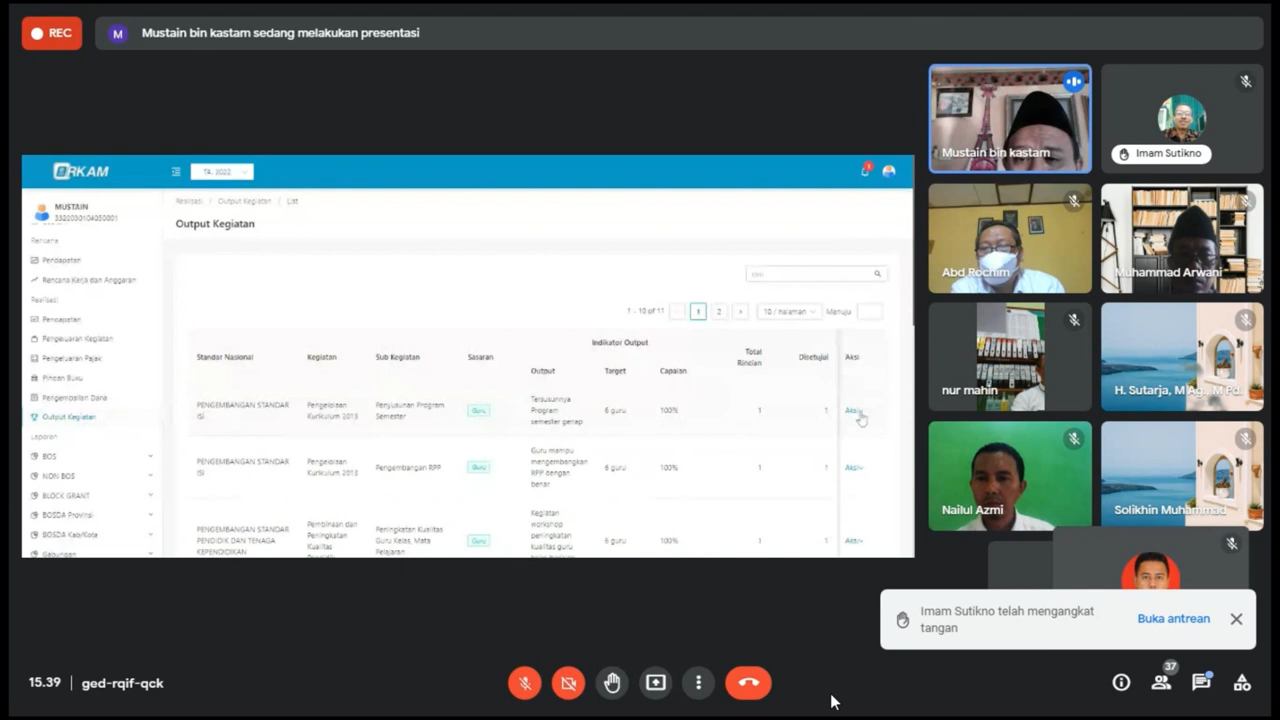 REC
M
Mustain bin kastam sedang melakukan presentasi
ERKAM
TA. 2022
MUSTAIN
Rencana
Pendapatan
Rencana Kerja dan Anggaran
Realisasi
Pendapatan
Pengeluaran Kegiatan
Pengeluaran Pajak
Pindah Buku
Pengembalian Dana
Output Kegiatan
Laporan
BOS
NON BOS
BLOCK GRANT
BOSDA Provinsi
BOSDA Kab/Kota
Gabungan
Realisasi / Output Kegiatan / List
Output Kegiatan
1 - 10 of 11
1 2
10 / halaman
Menuju
Standar Nasional
Kegiatan
Sub Kegiatan
Sasaran
Indikator Output
Output
Target
Capaian
Total Rincian
Disetujui
Aksi
PENGEMBANGAN STANDAR
ISI
Pengelolaan
Kurikulum 2013
Penyusunan Program
Semester
Guru
Tersusunnya
Program
semester genap
6 guru
100%
1
1
Aksi
PENGEMBANGAN STANDAR
ISI
Pengelolaan
Kurikulum 2013
Pengembangan RPP
Guru
Guru mampu
mengembangkan
RPP dengan
benar
6 guru
100%
1
1
Aksi
PENGEMBANGAN STANDAR
PENDIDIK DAN TENAGA
KEPENDIDIKAN
Pembinaan dan
Peningkatan
Kualitas
Peningkatan Kualitas
Guru Kelas, Mata
Pelajaran
Guru
Kegiatan
workshop
peningkatan
kualitas guru
6 guru
100%
1
1
Aksi
Mustain bin kastam
Imam Sutikno
Abd Rochim
Muhammad Arwani
nur mahin
H. Sutarja, M.Ag., M.Pd.
Nailul Azmi
Solikhin Muhammad
Imam Sutikno telah mengangkat
tangan
Buka antrean
15.39 | ged-rqif-qck
37